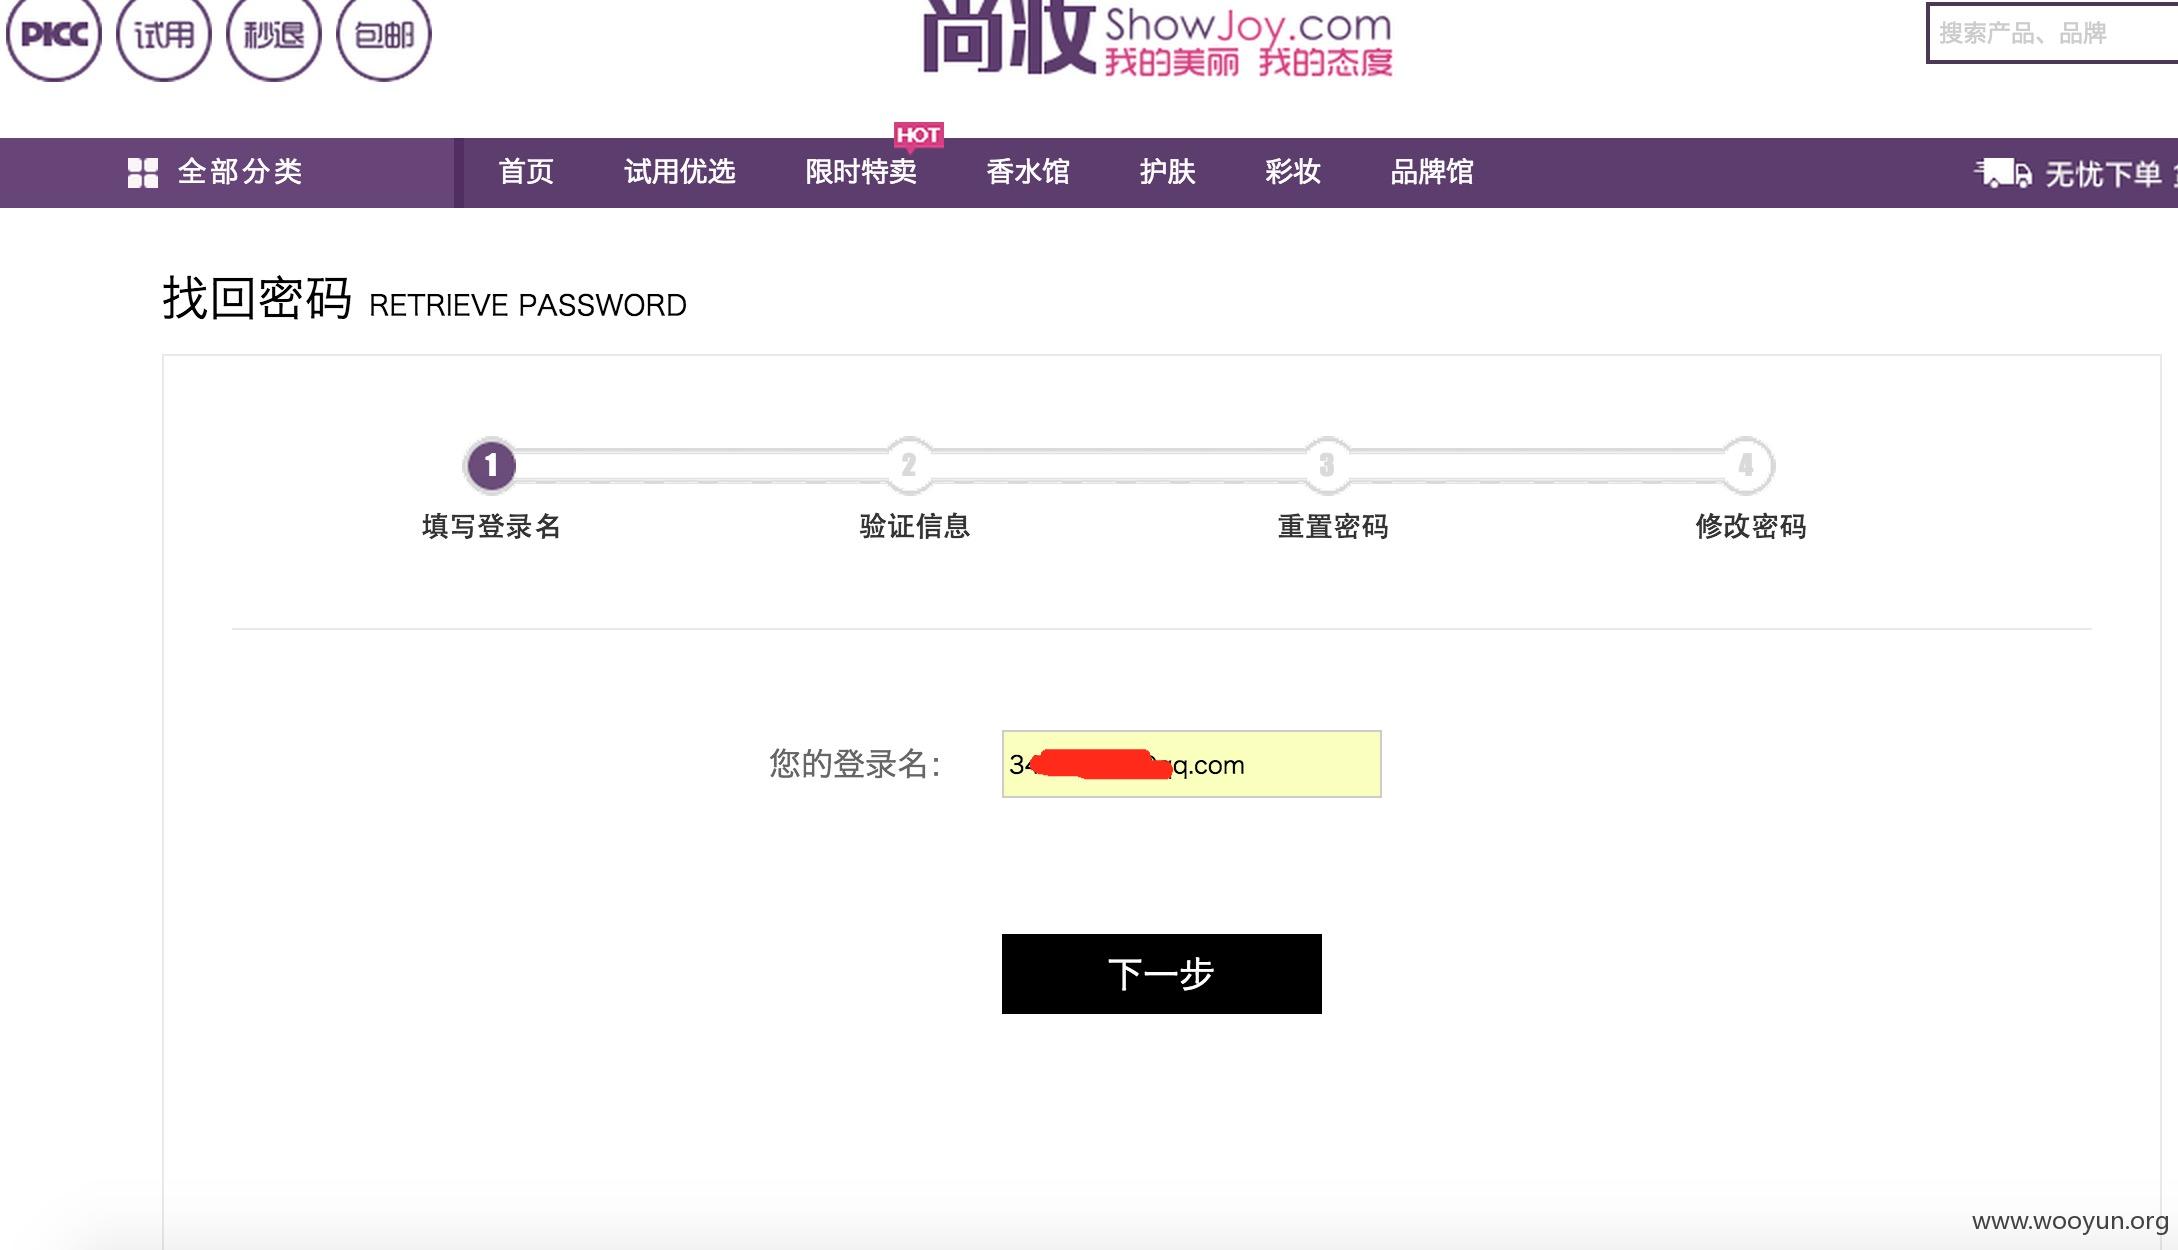 PICC 试用 秒退 包邮
尚妆 ShowJoy.com
我的美丽 我的态度
搜索产品、品牌
HOT
全部分类 首页 试用优选 限时特卖 香水馆 护肤 彩妆 品牌馆 无忧下单
找回密码 RETRIEVE PASSWORD
1 2 3 4
填写登录名 验证信息 重置密码 修改密码
您的登录名：
qq.com
下一步
www.wooyun.org